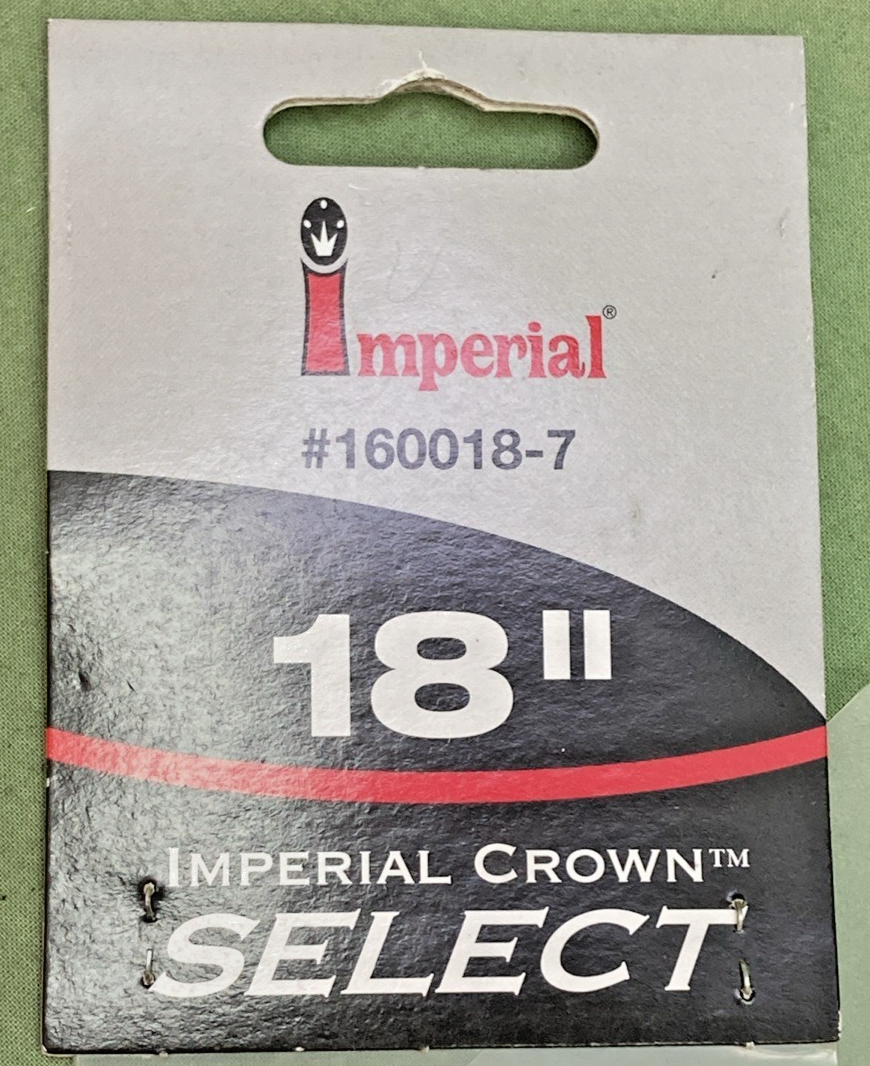 Imperial®
#160018-7
18"
IMPERIAL CROWN™
SELECT